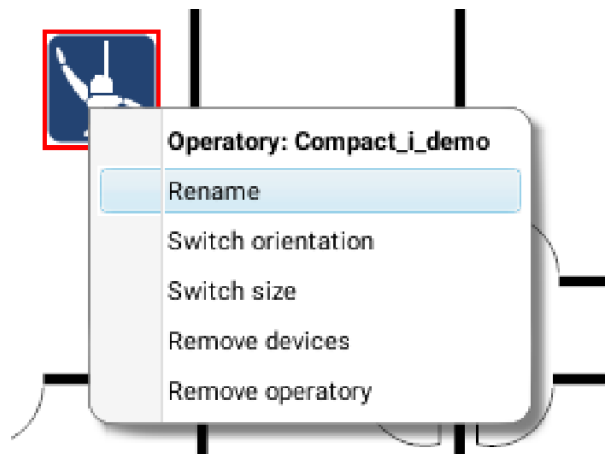 Operatory: Compact_i_demo
Rename
Switch orientation
Switch size
Remove devices
Remove operatory